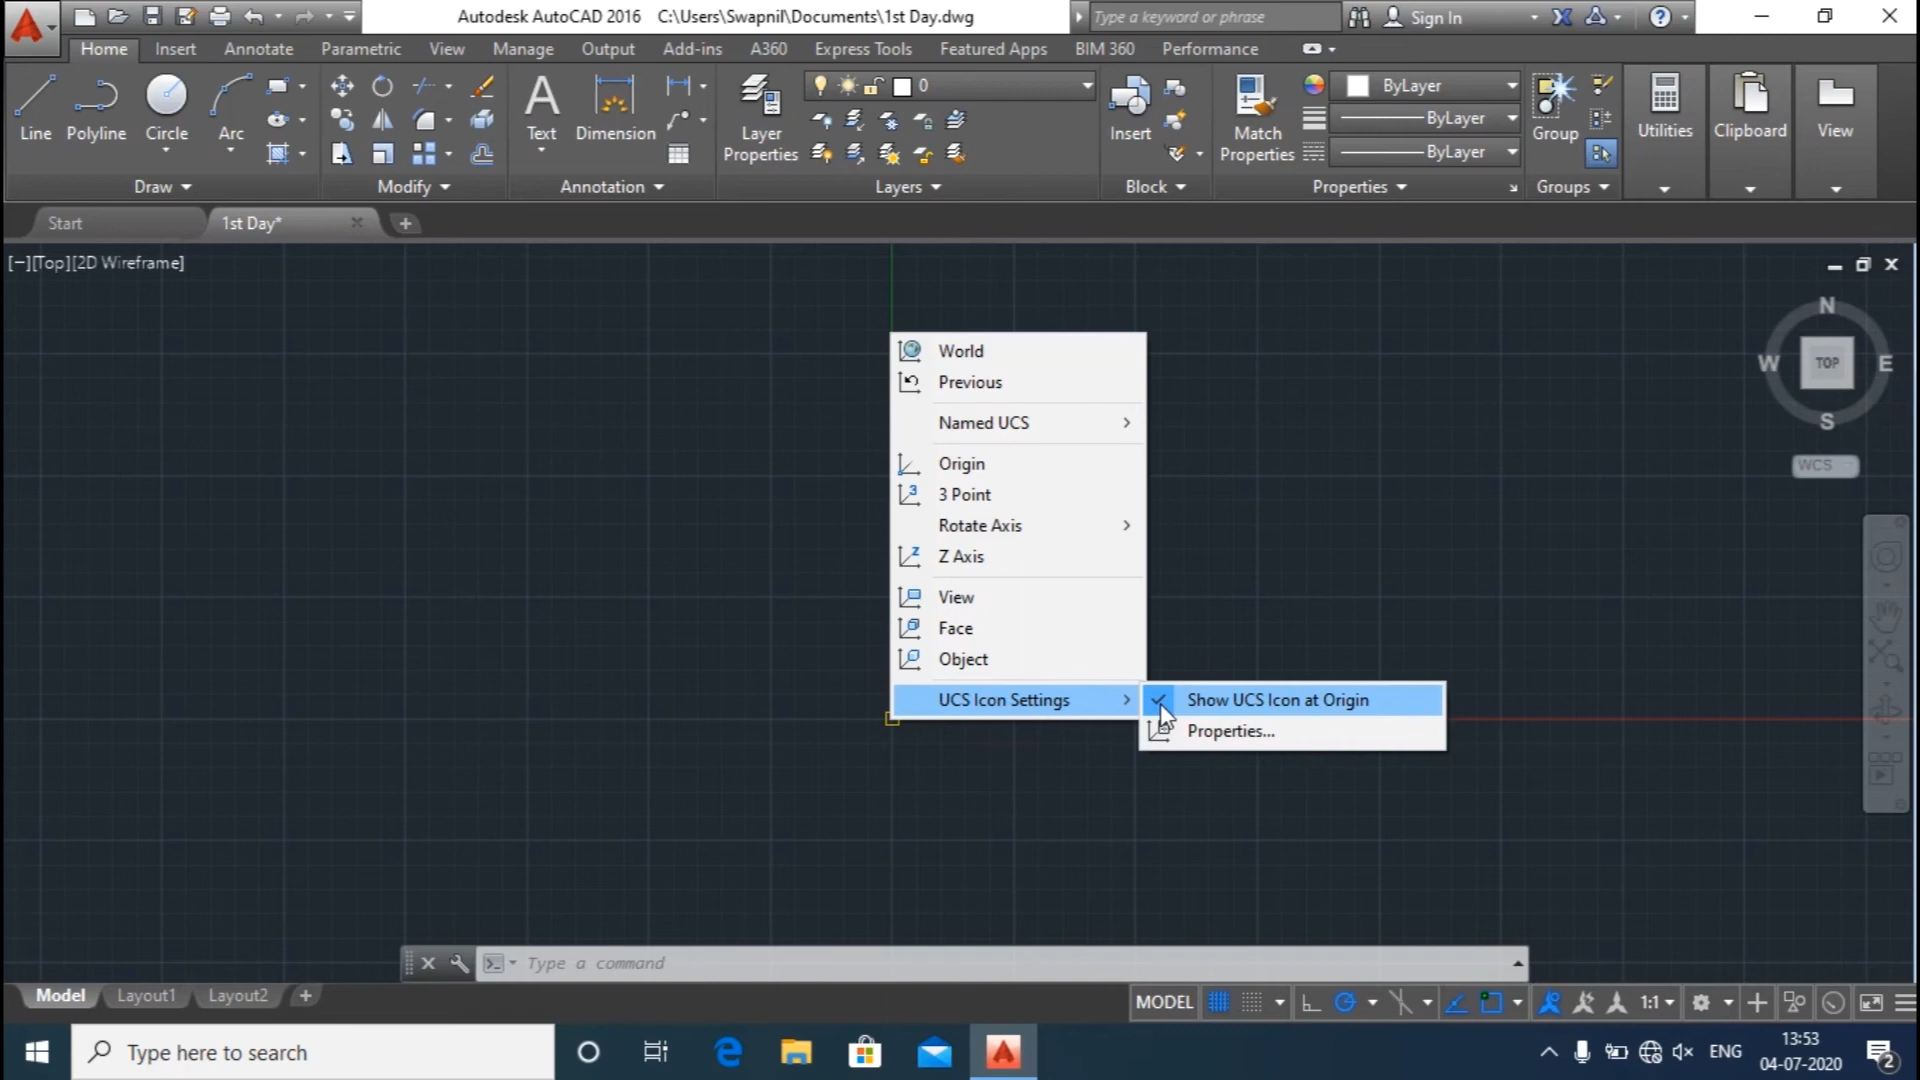 Autodesk AutoCAD 2016 C:\Users\Swapnil\Documents\1st Day.dwg
Type a keyword or phrase
Sign In
Home Insert Annotate Parametric View Manage Output Add-ins A360 Express Tools Featured Apps BIM 360 Performance
0
ByLayer
ByLayer
ByLayer
Line Polyline Circle Arc
Text Dimension
Layer Properties
Insert
Match Properties
Group
Utilities
Clipboard
View
Draw
Modify
Annotation
Layers
Block
Properties
Groups
Start
1st Day*
[−][Top][2D Wireframe]
N
W
TOP
E
S
WCS
World
Previous
Named UCS
Origin
3 Point
Rotate Axis
Z Axis
View
Face
Object
UCS Icon Settings
Show UCS Icon at Origin
Properties...
Type a command
Model Layout1 Layout2
MODEL
1:1
Type here to search
ENG
13:53
04-07-2020
2